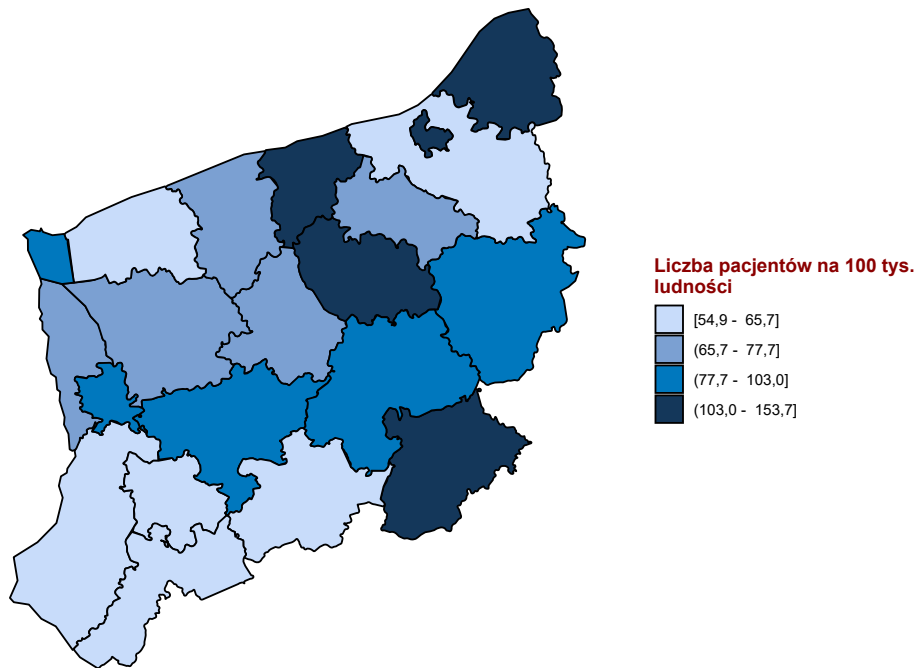 Liczba pacjentów na 100 tys.
ludności
[54,9 - 65,7]
(65,7 - 77,7]
(77,7 - 103,0]
(103,0 - 153,7]